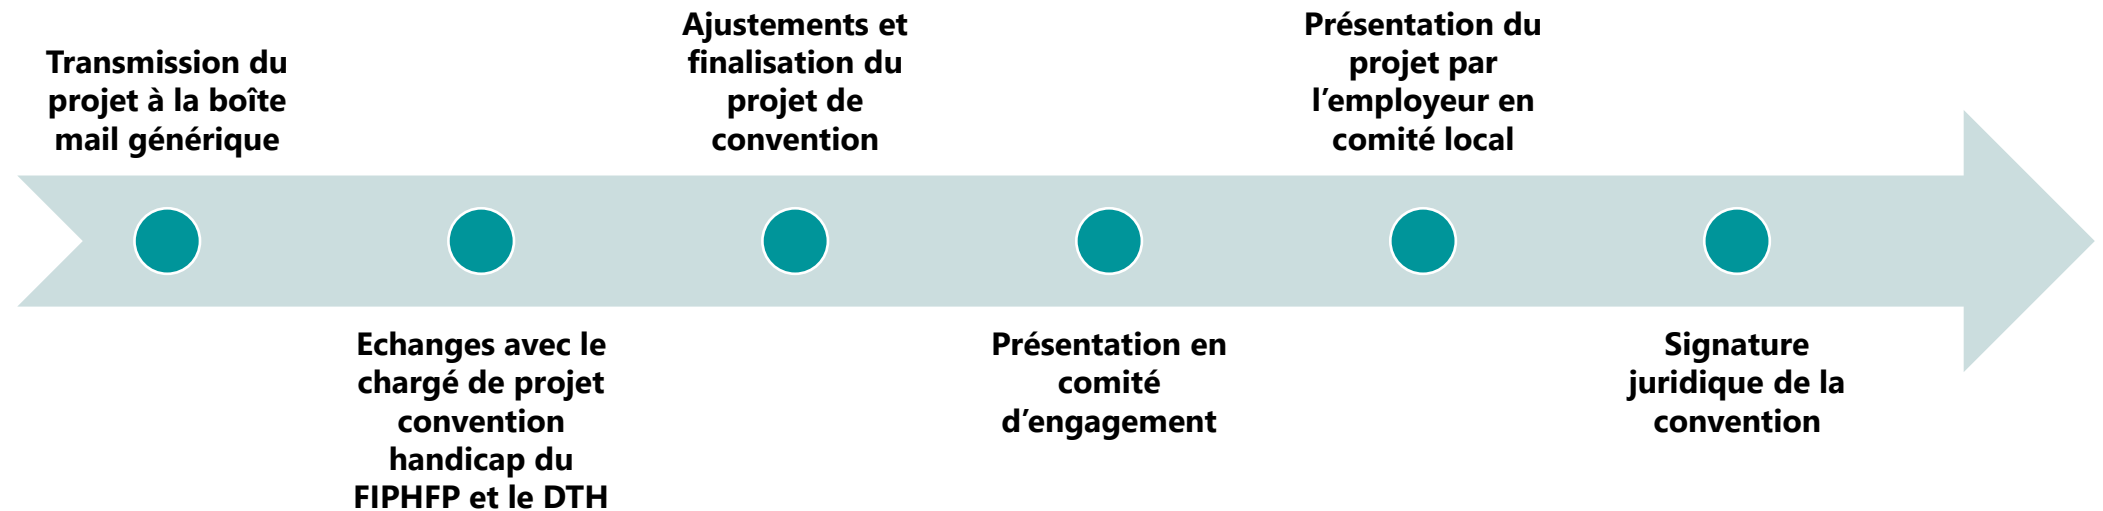 Transmission du
projet à la boîte
mail générique
Echanges avec le
chargé de projet
convention
handicap du
FIPHFP et le DTH
Ajustements et
finalisation du
projet de
convention
Présentation en
comité
d’engagement
Présentation du
projet par
l’employeur en
comité local
Signature
juridique de la
convention